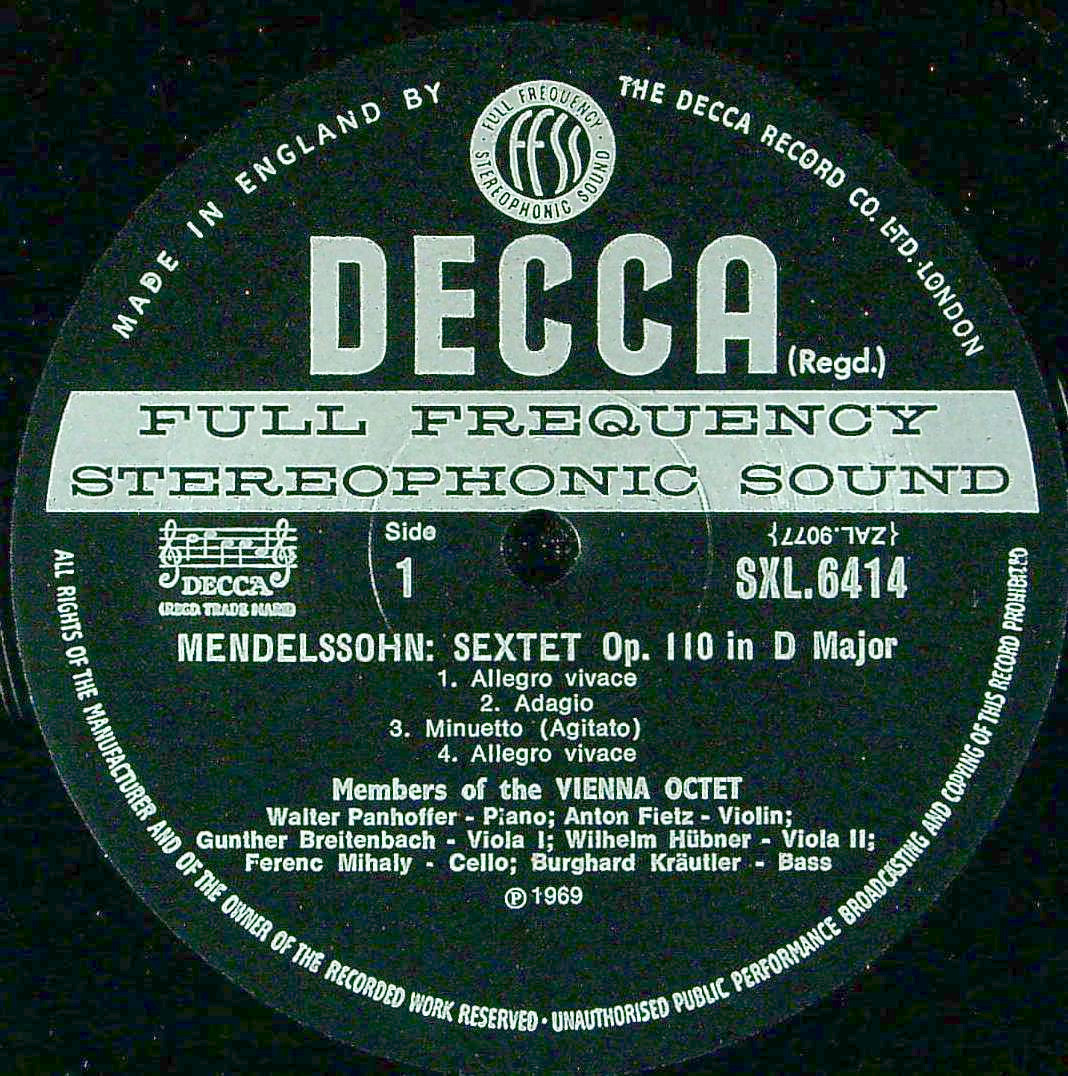 MADE IN ENGLAND BY
THE DECCA RECORD CO. LTD. LONDON
· FULL FREQUENCY ·
STEREOPHONIC SOUND
FFSS
DECCA
(Regd.)
FULL FREQUENCY
STEREOPHONIC SOUND
DECCA
(REGD. TRADE MARK)
Side
1
{ZAL.9077}
SXL.6414
MENDELSSOHN: SEXTET Op. 110 in D Major
1. Allegro vivace
2. Adagio
3. Minuetto (Agitato)
4. Allegro vivace
Members of the VIENNA OCTET
Walter Panhoffer - Piano; Anton Fietz - Violin;
Gunther Breitenbach - Viola I; Wilhelm Hübner - Viola II;
Ferenc Mihaly - Cello; Burghard Kräutler - Bass
℗ 1969
ALL RIGHTS OF THE MANUFACTURER AND OF THE OWNER OF THE RECORDED WORK RESERVED · UNAUTHORISED PUBLIC PERFORMANCE BROADCASTING AND COPYING OF THIS RECORD PROHIBITED